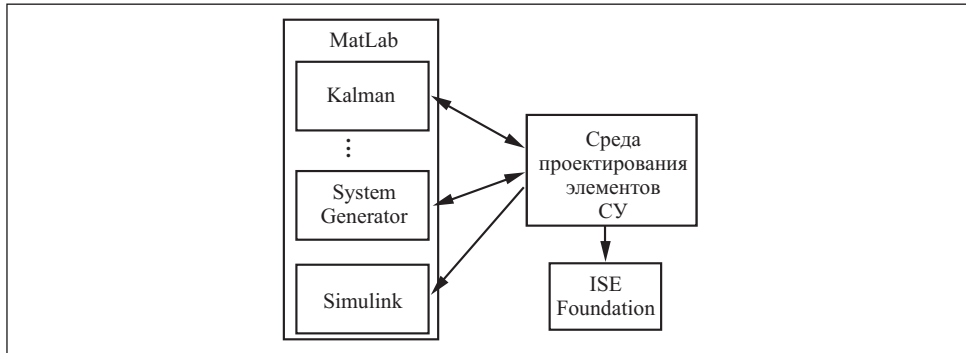 MatLab
Kalman
System
Generator
Simulink
Среда
проектирования
элементов
СУ
ISE
Foundation